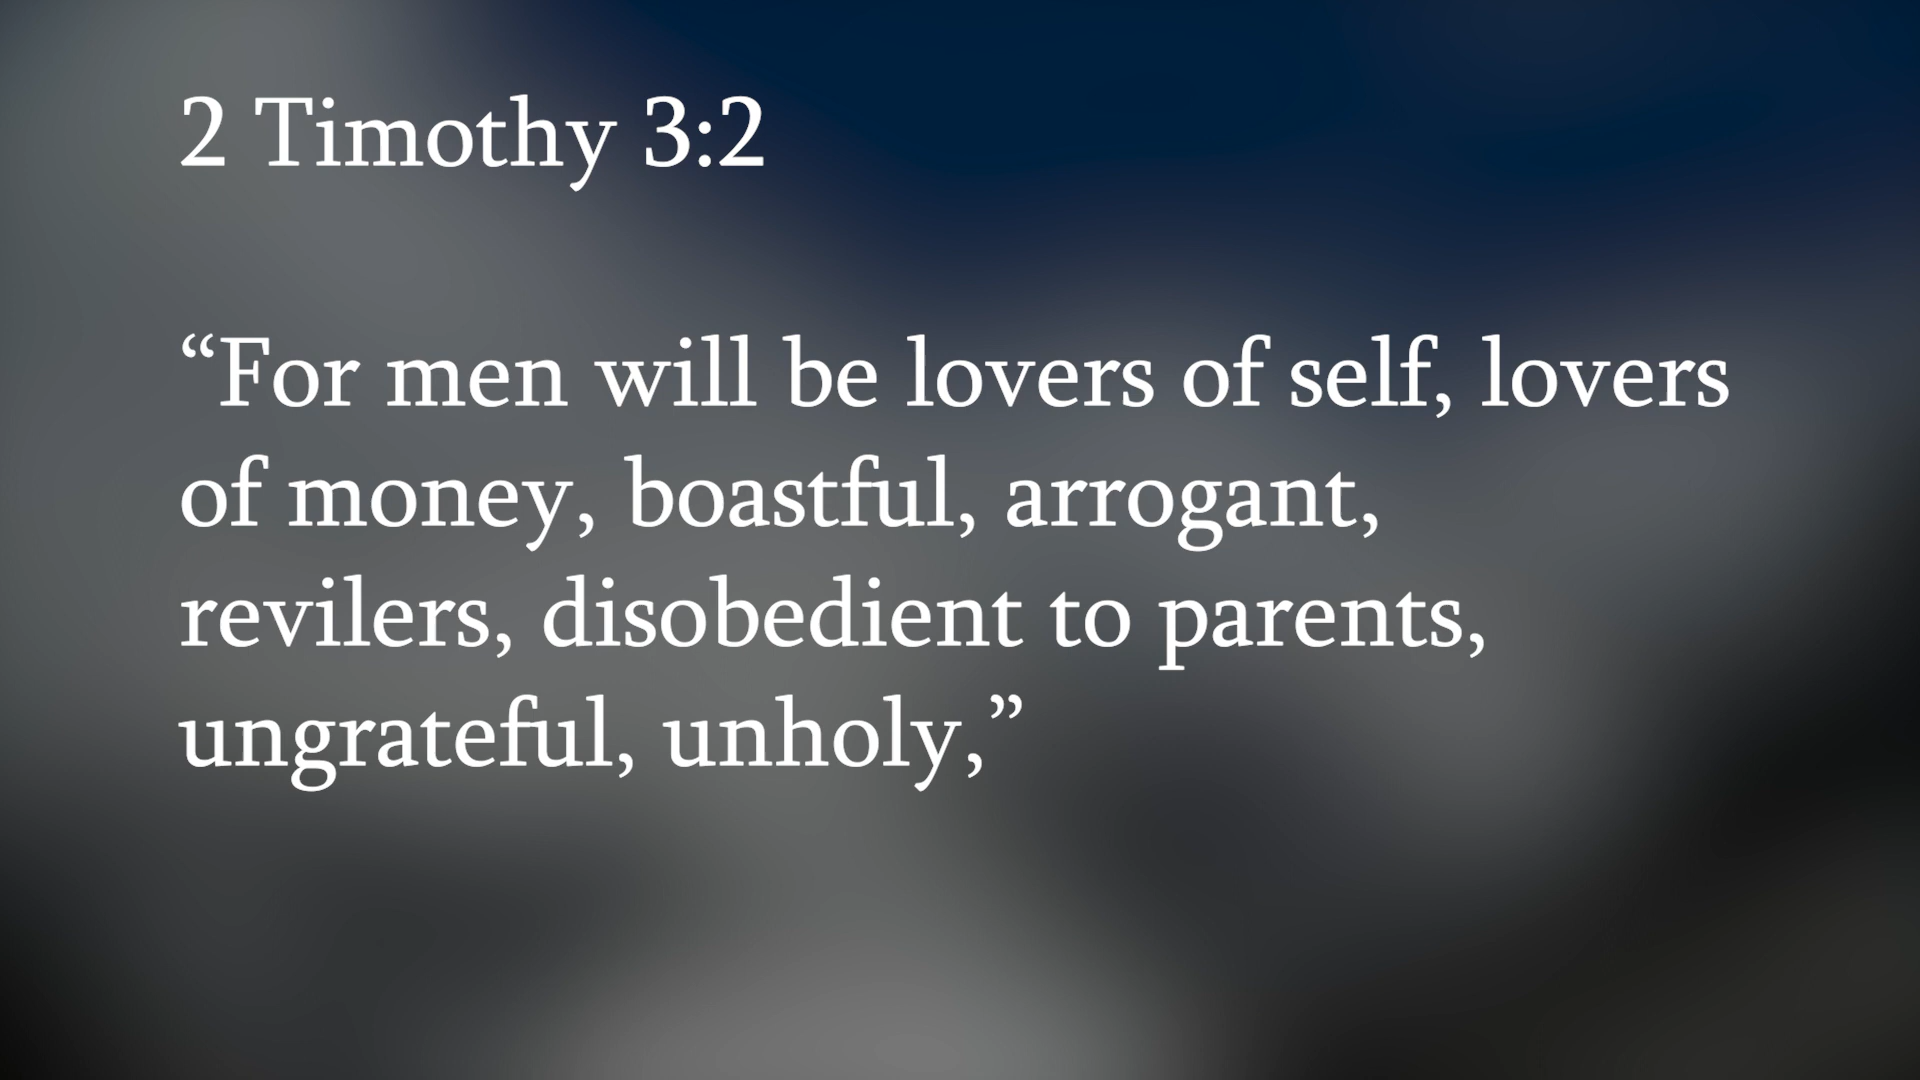 2 Timothy 3:2
“For men will be lovers of self, lovers
of money, boastful, arrogant,
revilers, disobedient to parents,
ungrateful, unholy,”